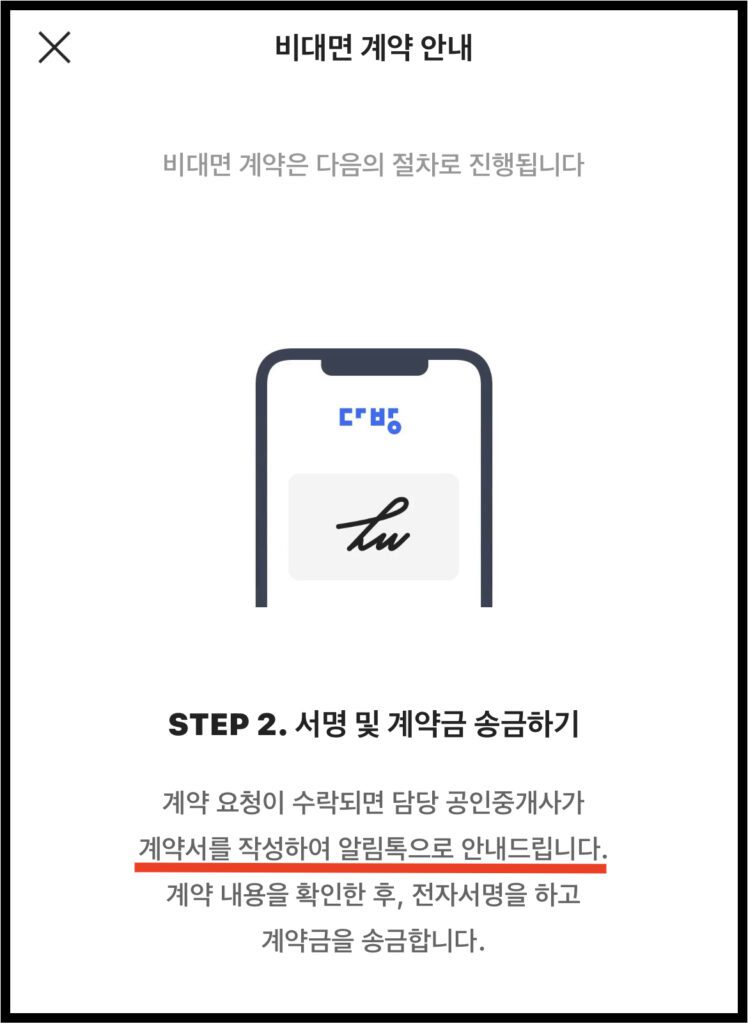 비대면 계약 안내
비대면 계약은 다음의 절차로 진행됩니다
다방
STEP 2. 서명 및 계약금 송금하기
계약 요청이 수락되면 담당 공인중개사가
계약서를 작성하여 알림톡으로 안내드립니다.
계약 내용을 확인한 후, 전자서명을 하고
계약금을 송금합니다.